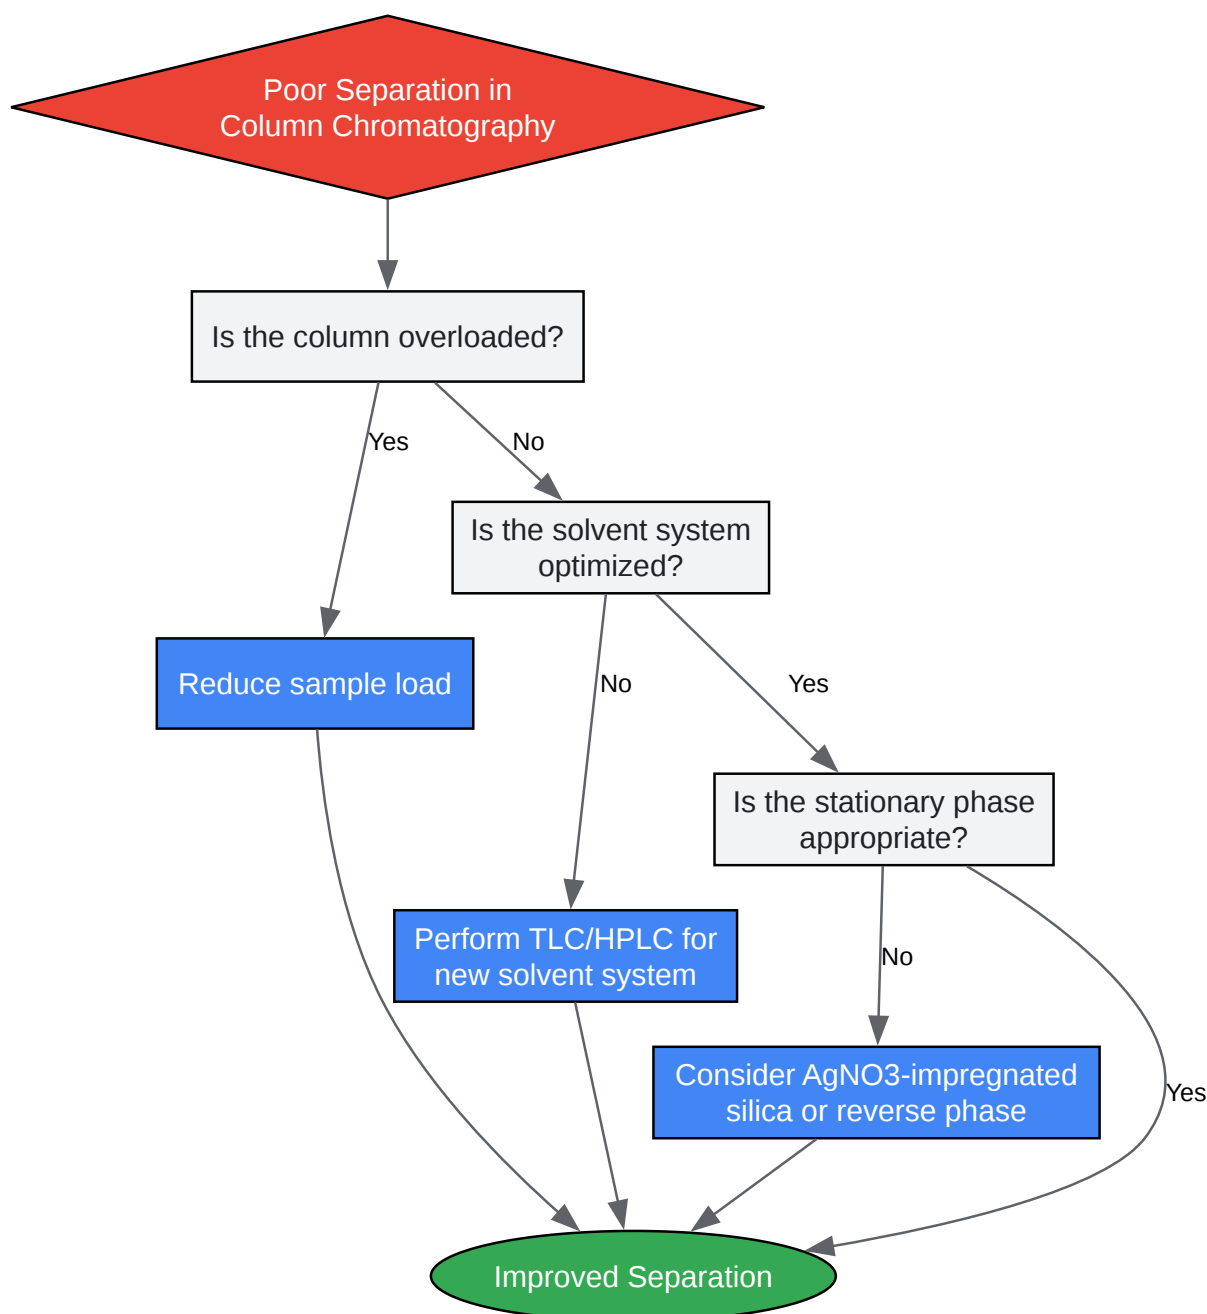 Poor Separation in
Column Chromatography
Is the column overloaded?
Yes
No
Is the solvent system
optimized?
Reduce sample load
No
Yes
Is the stationary phase
appropriate?
Perform TLC/HPLC for
new solvent system
No
Consider AgNO3-impregnated
silica or reverse phase
Yes
Improved Separation